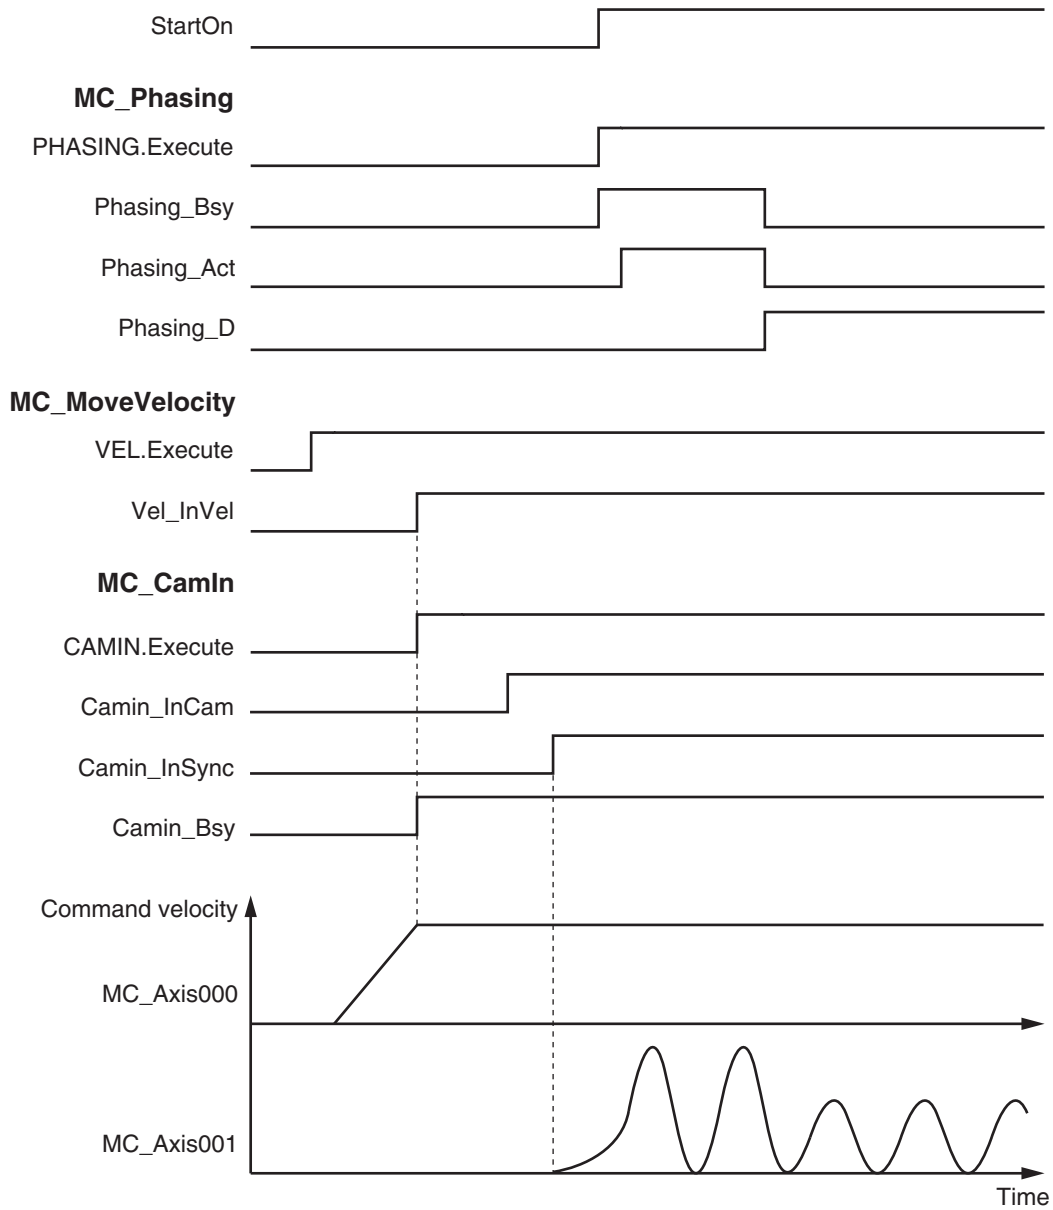 StartOn
MC_Phasing
PHASING.Execute
Phasing_Bsy
Phasing_Act
Phasing_D
MC_MoveVelocity
VEL.Execute
Vel_InVel
MC_CamIn
CAMIN.Execute
Camin_InCam
Camin_InSync
Camin_Bsy
Command velocity
MC_Axis000
MC_Axis001
Time